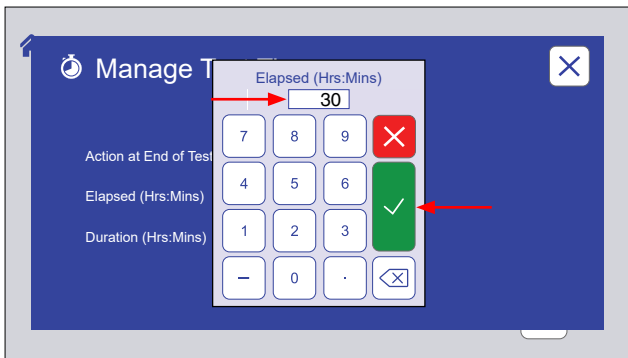 Manage T
Elapsed (Hrs:Mins)
30
7 8 9
Action at End of Test
4 5 6
Elapsed (Hrs:Mins)
1 2 3
Duration (Hrs:Mins)
– 0 .